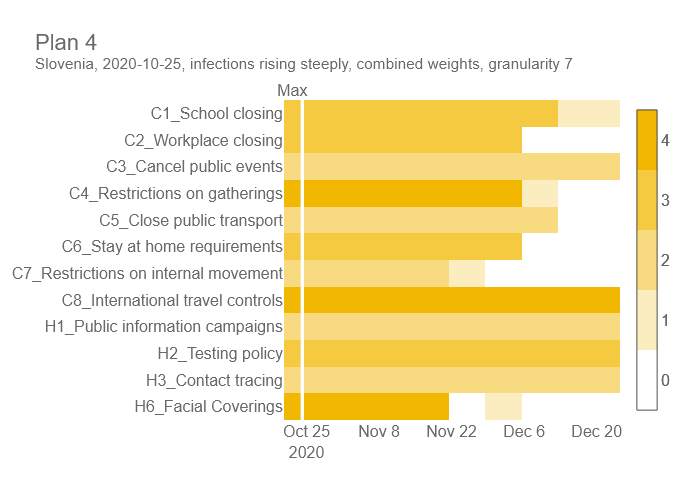 Plan 4
Slovenia, 2020-10-25, infections rising steeply, combined weights, granularity 7
Max
C1_School closing
C2_Workplace closing
C3_Cancel public events
C4_Restrictions on gatherings
C5_Close public transport
C6_Stay at home requirements
C7_Restrictions on internal movement
C8_International travel controls
H1_Public information campaigns
H2_Testing policy
H3_Contact tracing
H6_Facial Coverings
Oct 25 Nov 8 Nov 22 Dec 6 Dec 20
2020
4
3
2
1
0